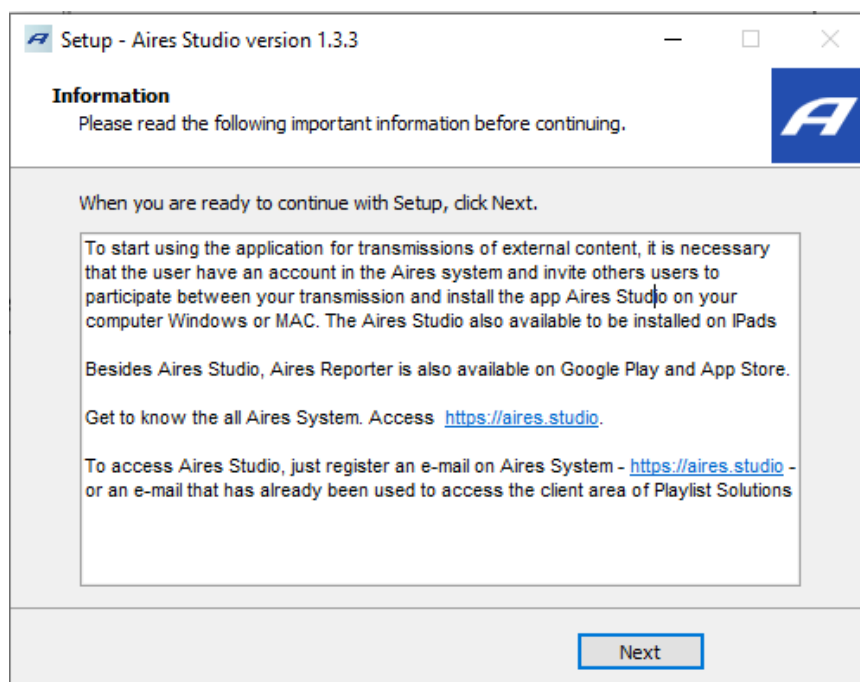 Setup - Aires Studio version 1.3.3
Information
Please read the following important information before continuing.
When you are ready to continue with Setup, click Next.
To start using the application for transmissions of external content, it is necessary
that the user have an account in the Aires system and invite others users to
participate between your transmission and install the app Aires Studio on your
computer Windows or MAC. The Aires Studio also available to be installed on IPads
Besides Aires Studio, Aires Reporter is also available on Google Play and App Store.
Get to know the all Aires System. Access https://aires.studio.
To access Aires Studio, just register an e-mail on Aires System - https://aires.studio -
or an e-mail that has already been used to access the client area of Playlist Solutions
Next